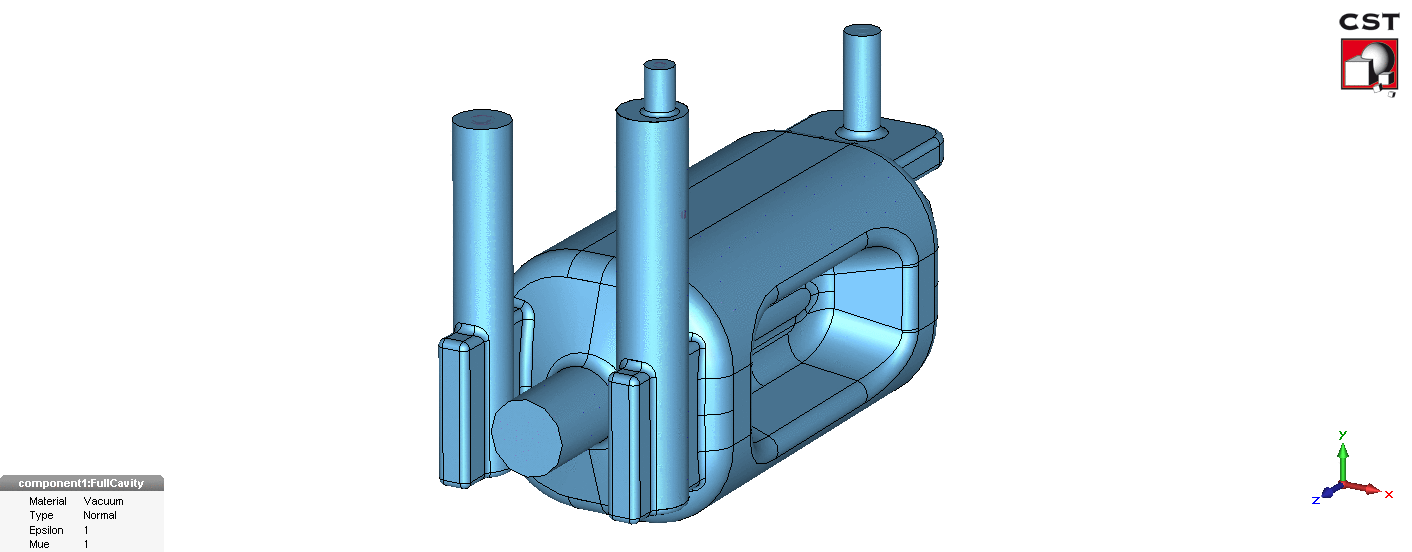 CST
component1:FullCavity
Material Vacuum
Type Normal
Epsilon 1
Mue 1
y
x
z